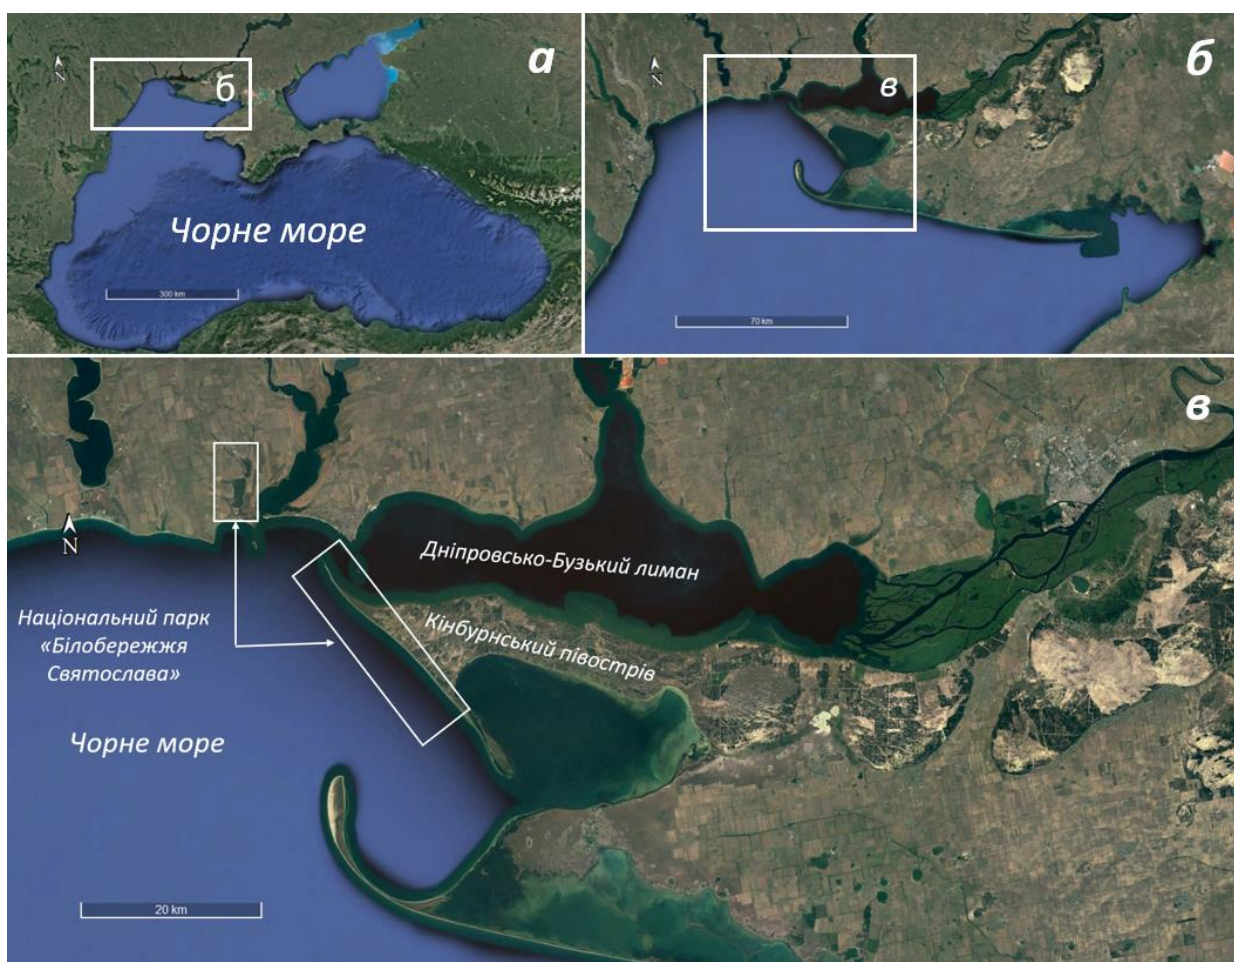 а
б
N
Чорне море
300 km
б
в
N
70 km
в
N
Дніпровсько-Бузький лиман
Кінбурнський півострів
Національний парк
«Білобережжя
Святослава»
Чорне море
20 km